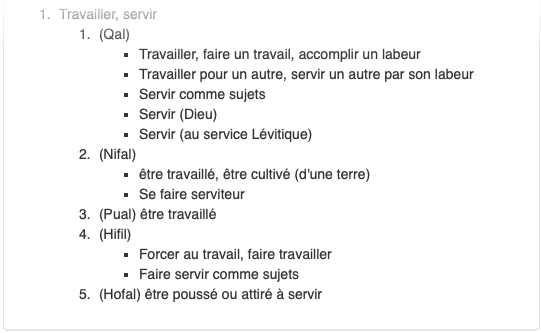 1. Travailler, servir
1. (Qal)
▪ Travailler, faire un travail, accomplir un labeur
▪ Travailler pour un autre, servir un autre par son labeur
▪ Servir comme sujets
▪ Servir (Dieu)
▪ Servir (au service Lévitique)
2. (Nifal)
▪ être travaillé, être cultivé (d'une terre)
▪ Se faire serviteur
3. (Pual) être travaillé
4. (Hifil)
▪ Forcer au travail, faire travailler
▪ Faire servir comme sujets
5. (Hofal) être poussé ou attiré à servir